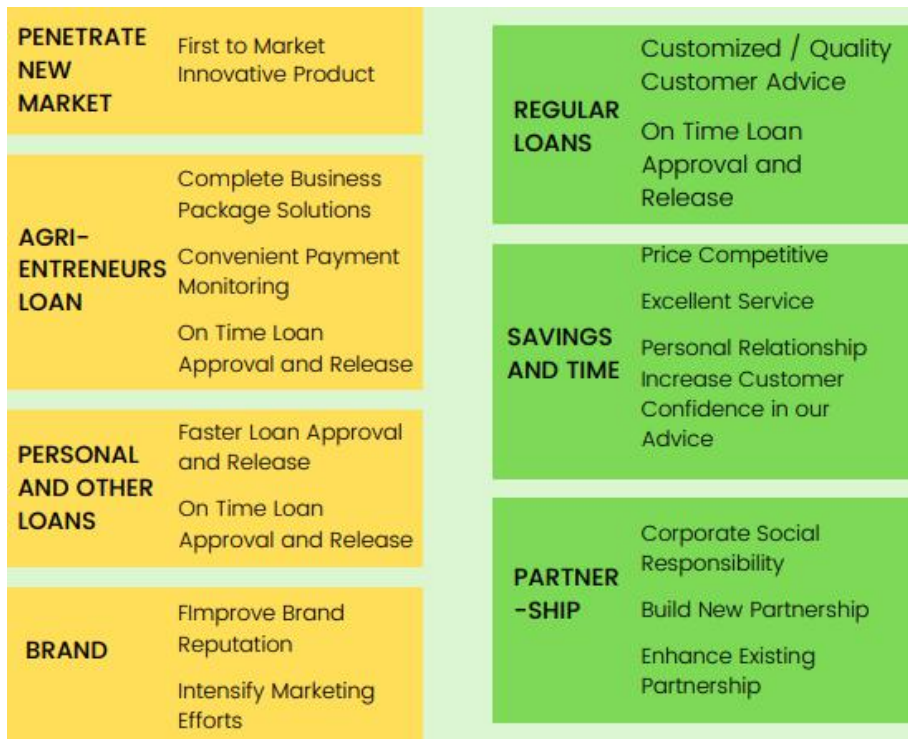 PENETRATE
NEW
MARKET
First to Market
Innovative Product
AGRI-
ENTRENEURS
LOAN
Complete Business
Package Solutions
Convenient Payment
Monitoring
On Time Loan
Approval and Release
PERSONAL
AND OTHER
LOANS
Faster Loan Approval
and Release
On Time Loan
Approval and Release
BRAND
FImprove Brand
Reputation
Intensify Marketing
Efforts
REGULAR
LOANS
Customized / Quality
Customer Advice
On Time Loan
Approval and
Release
SAVINGS
AND TIME
Price Competitive
Excellent Service
Personal Relationship
Increase Customer
Confidence in our
Advice
PARTNER
-SHIP
Corporate Social
Responsibility
Build New Partnership
Enhance Existing
Partnership